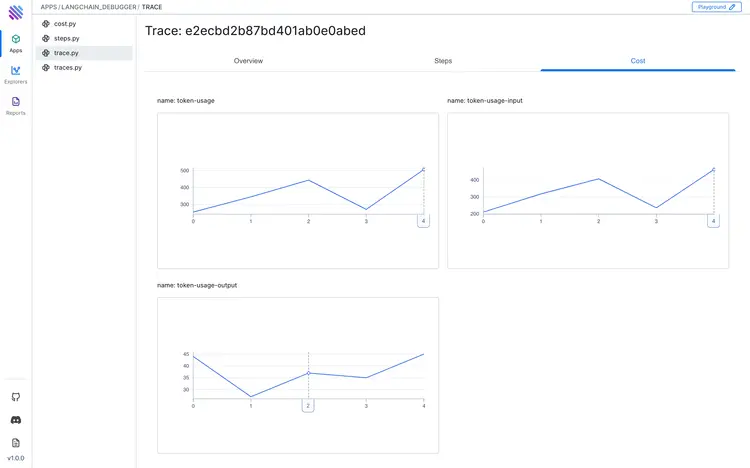 APPS / LANGCHAIN_DEBUGGER / TRACE
Playground
Apps
Explorers
Reports
v1.0.0
cost.py
steps.py
trace.py
traces.py
Trace: e2ecbd2b87bd401ab0e0abed
Overview Steps Cost
name: token-usage
500
400
300
0 1 2 3 4
name: token-usage-input
400
300
200
0 1 2 3 4
name: token-usage-output
45
40
35
30
0 1 2 3 4